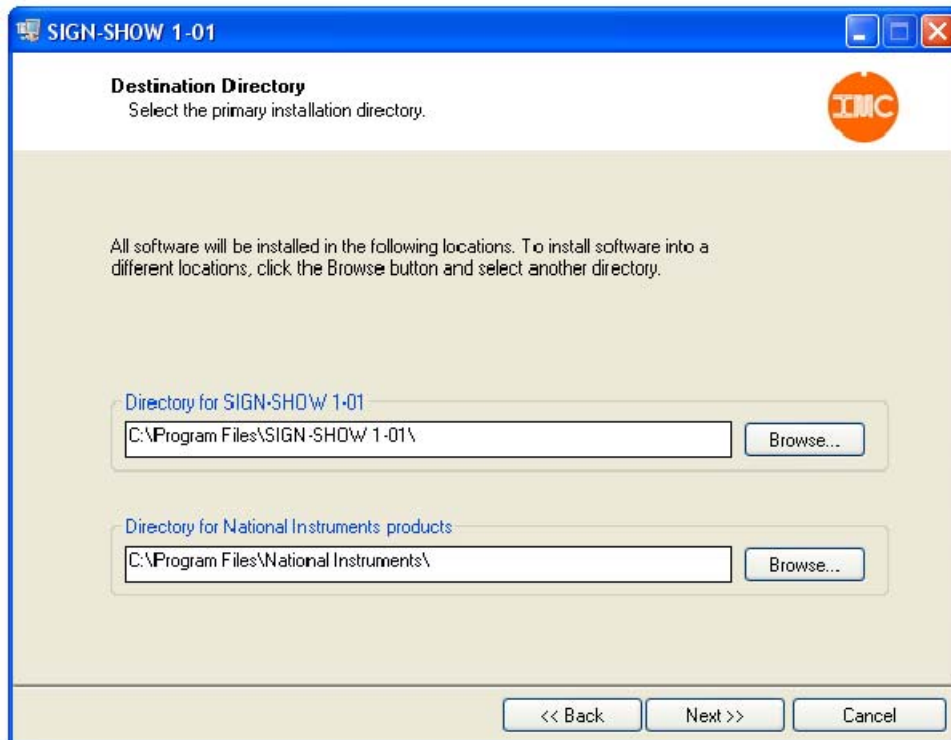 SIGN-SHOW 1-01
Destination Directory
Select the primary installation directory.
IMC
All software will be installed in the following locations. To install software into a
different locations, click the Browse button and select another directory.
Directory for SIGN-SHOW 1-01
C:\Program Files\SIGN-SHOW 1-01\
Browse...
Directory for National Instruments products
C:\Program Files\National Instruments\
Browse...
<< Back
Next >>
Cancel